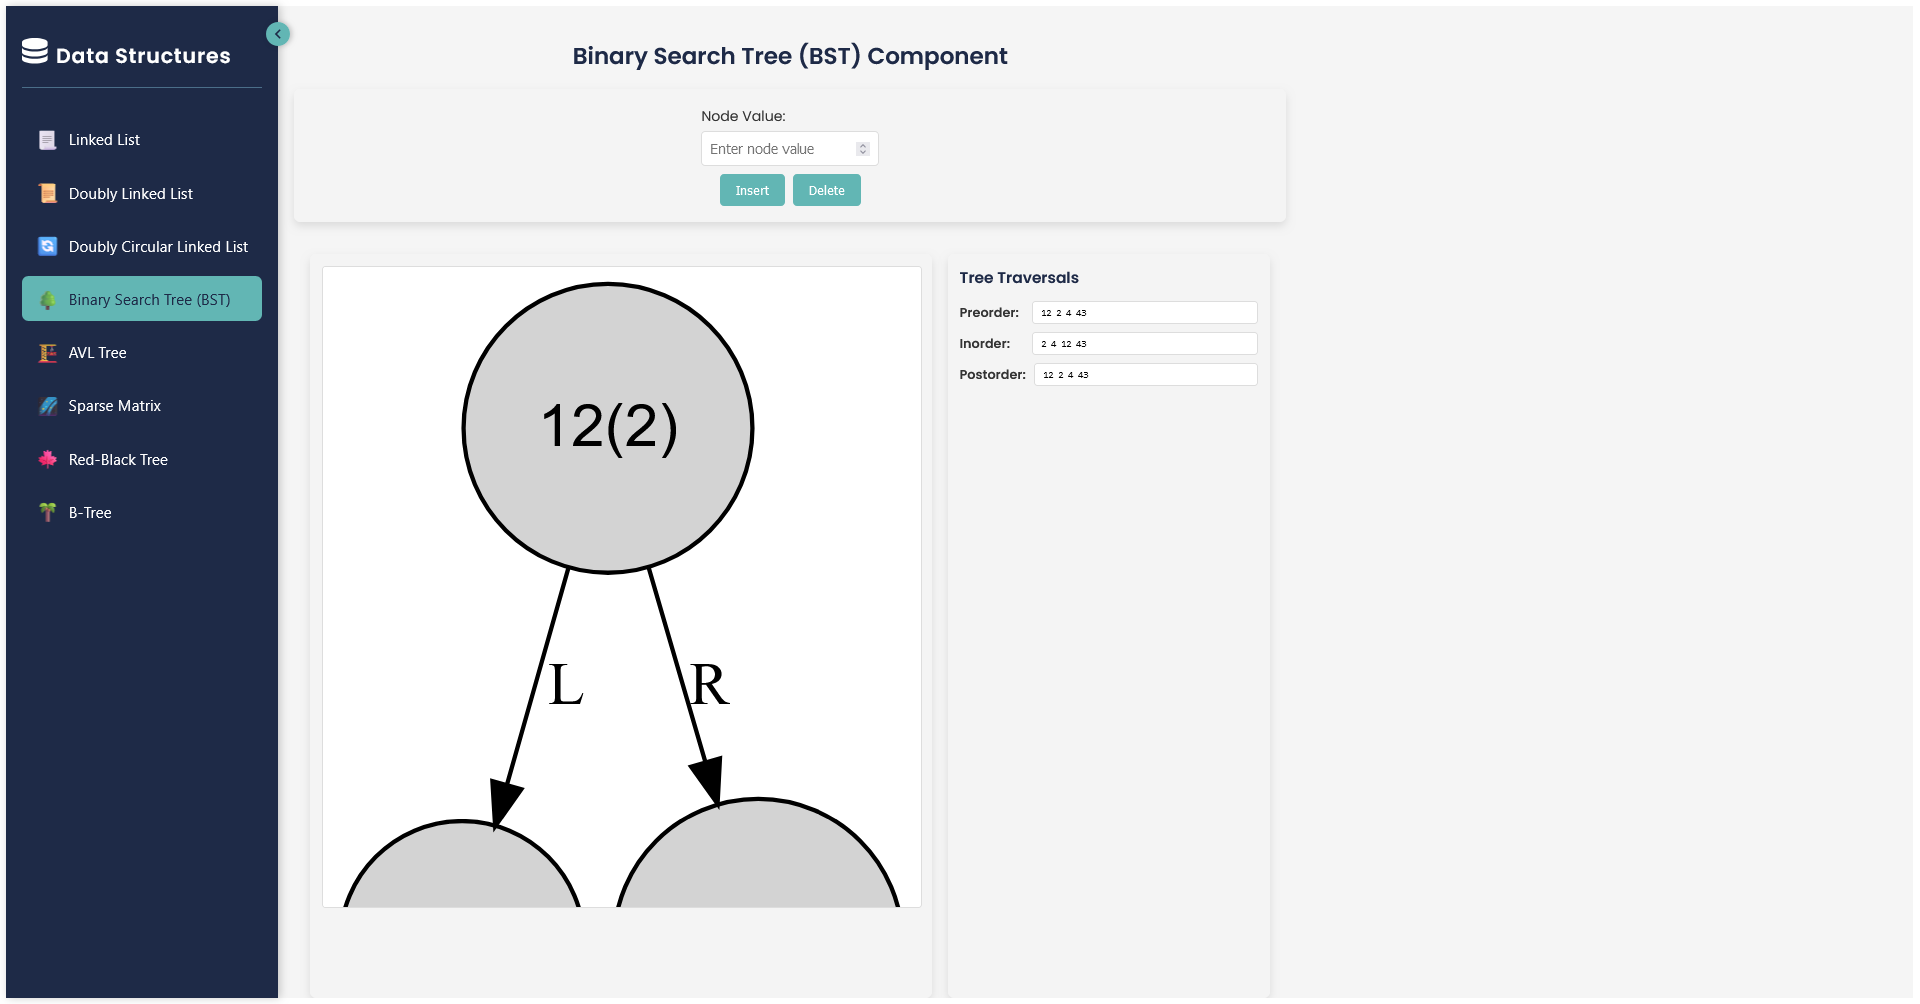 Data Structures
Linked List
Doubly Linked List
Doubly Circular Linked List
Binary Search Tree (BST)
AVL Tree
Sparse Matrix
Red-Black Tree
B-Tree
Binary Search Tree (BST) Component
Node Value:
Enter node value
Insert Delete
12(2)
L R
Tree Traversals
Preorder: 12 2 4 43
Inorder: 2 4 12 43
Postorder: 12 2 4 43